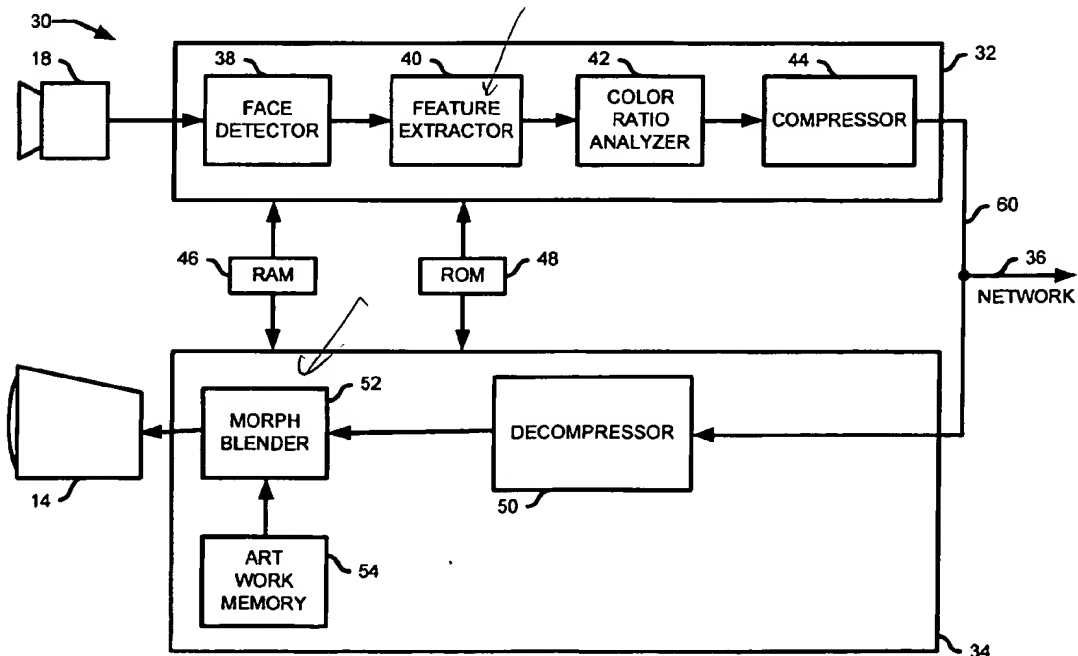 30
18
38
40
42
44
32
FACE
DETECTOR
FEATURE
EXTRACTOR
COLOR
RATIO
ANALYZER
COMPRESSOR
60
46
RAM
ROM
48
36
NETWORK
52
MORPH
BLENDER
DECOMPRESSOR
14
50
ART
WORK
MEMORY
54
34